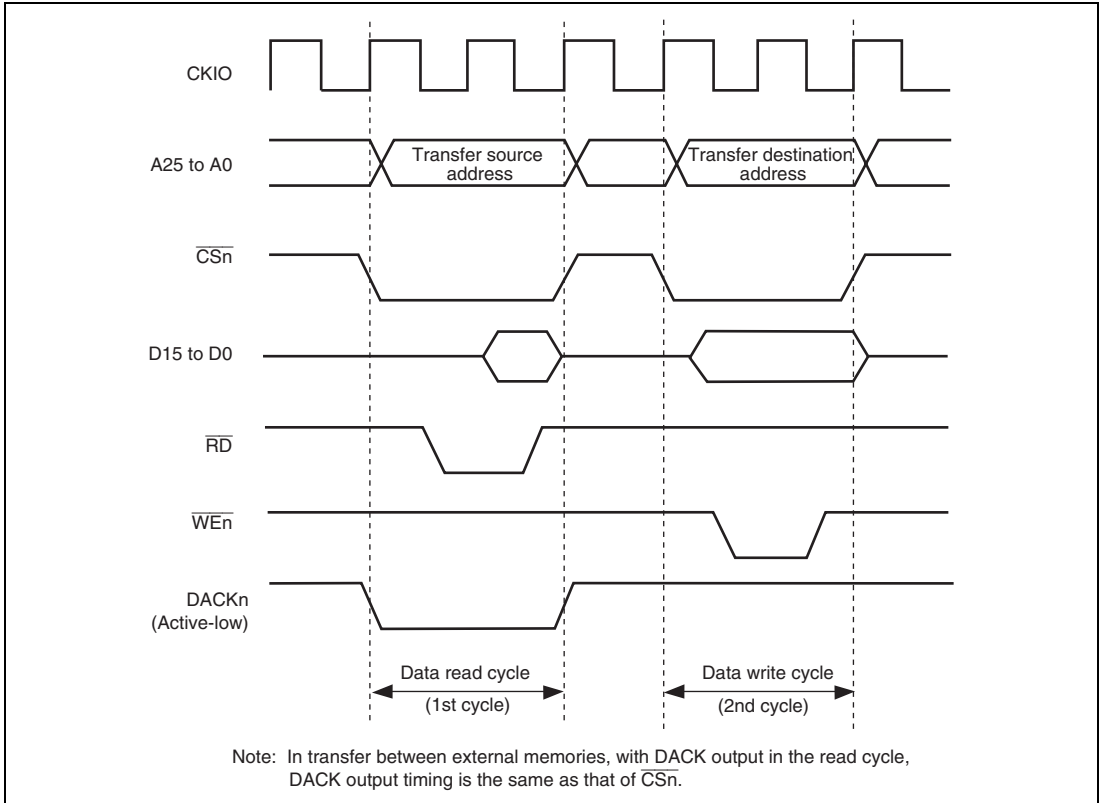 CKIO
A25 to A0
Transfer source
address
Transfer destination
address
CSn
D15 to D0
RD
WEn
DACKn
(Active-low)
Data read cycle
(1st cycle)
Data write cycle
(2nd cycle)
Note: In transfer between external memories, with DACK output in the read cycle,
DACK output timing is the same as that of CSn.